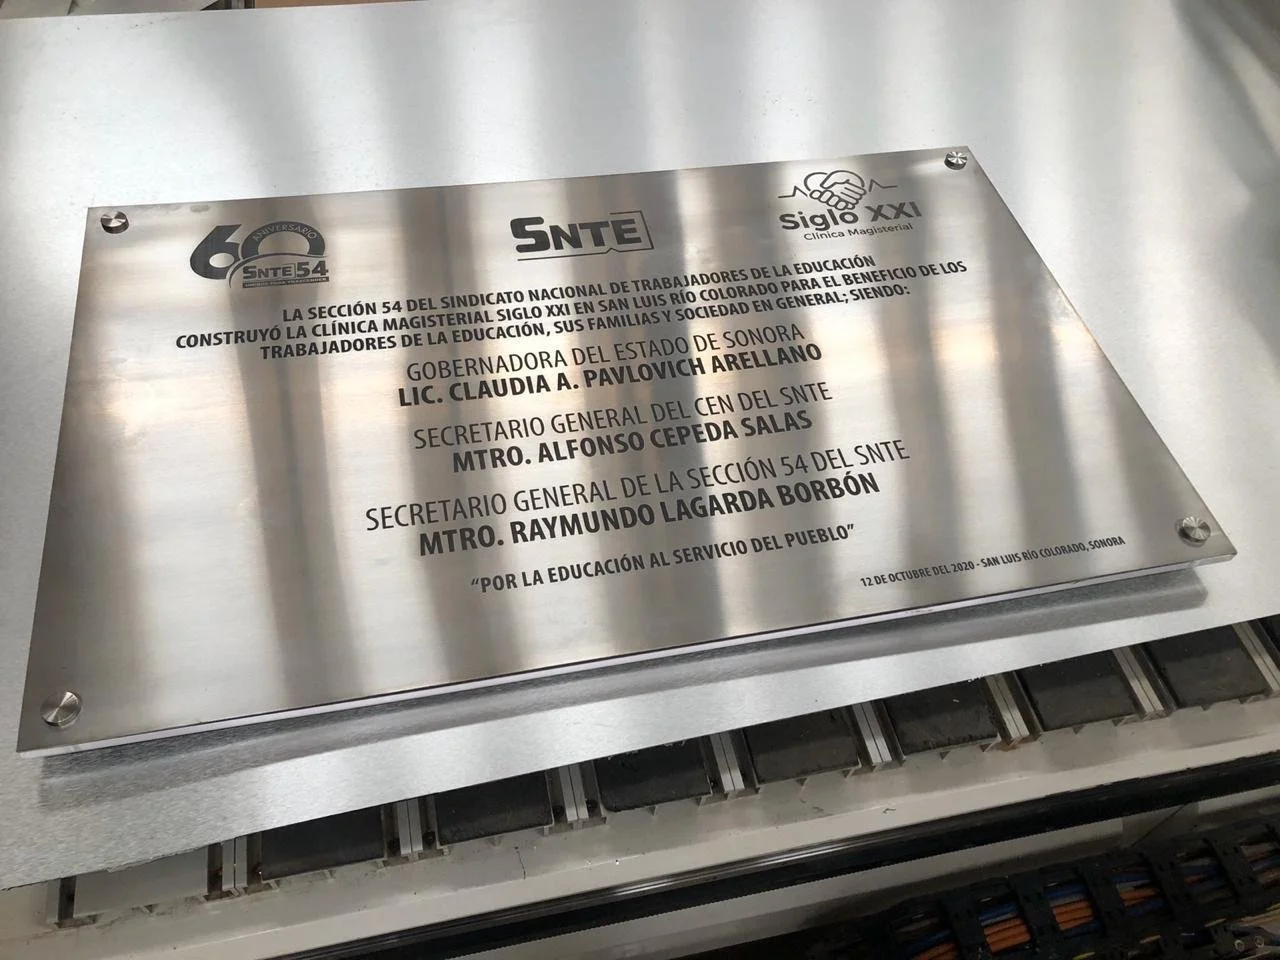 60 ANIVERSARIO
SNTE 54
SNTE
Siglo XXI
Clínica Magisterial
LA SECCIÓN 54 DEL SINDICATO NACIONAL DE TRABAJADORES DE LA EDUCACIÓN
CONSTRUYÓ LA CLÍNICA MAGISTERIAL SIGLO XXI EN SAN LUIS RÍO COLORADO PARA EL BENEFICIO DE LOS
TRABAJADORES DE LA EDUCACIÓN, SUS FAMILIAS Y SOCIEDAD EN GENERAL; SIENDO:
GOBERNADORA DEL ESTADO DE SONORA
LIC. CLAUDIA A. PAVLOVICH ARELLANO
SECRETARIO GENERAL DEL CEN DEL SNTE
MTRO. ALFONSO CEPEDA SALAS
SECRETARIO GENERAL DE LA SECCIÓN 54 DEL SNTE
MTRO. RAYMUNDO LAGARDA BORBÓN
“POR LA EDUCACIÓN AL SERVICIO DEL PUEBLO”
12 DE OCTUBRE DEL 2020 - SAN LUIS RÍO COLORADO, SONORA